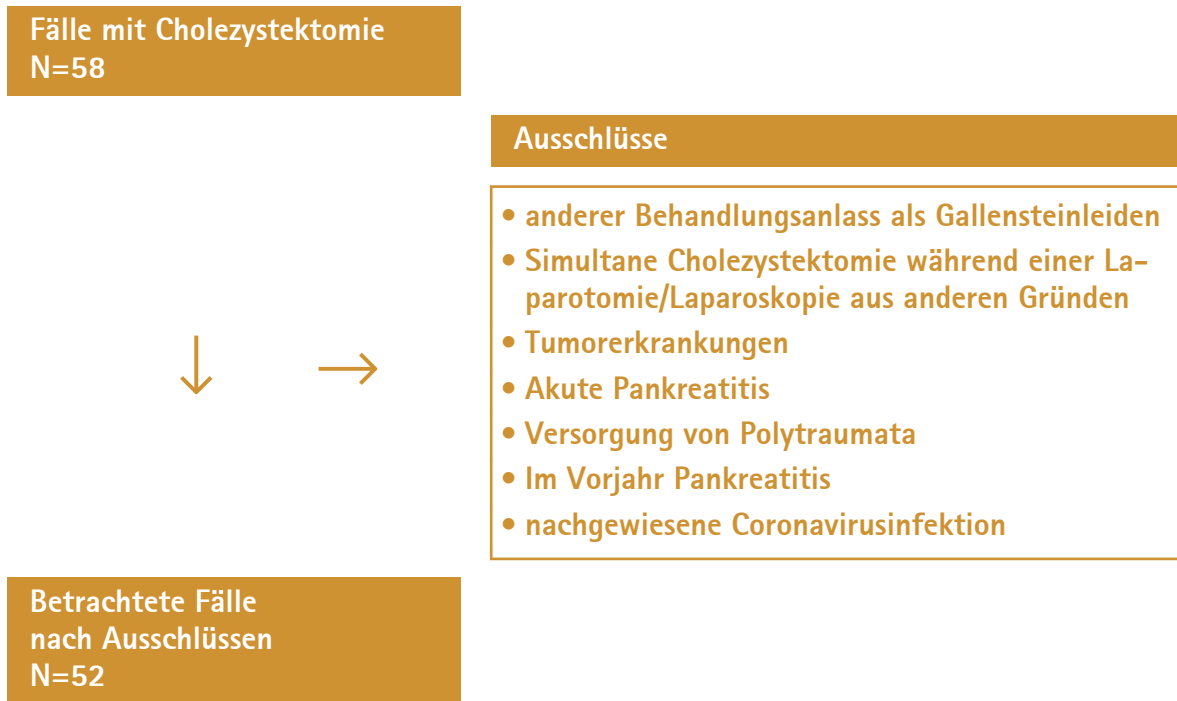 Fälle mit Cholezystektomie
N=58
Ausschlüsse
• anderer Behandlungsanlass als Gallensteinleiden
• Simultane Cholezystektomie während einer La-
parotomie/Laparoskopie aus anderen Gründen
• Tumorerkrankungen
• Akute Pankreatitis
• Versorgung von Polytraumata
• Im Vorjahr Pankreatitis
• nachgewiesene Coronavirusinfektion
Betrachtete Fälle
nach Ausschlüssen
N=52